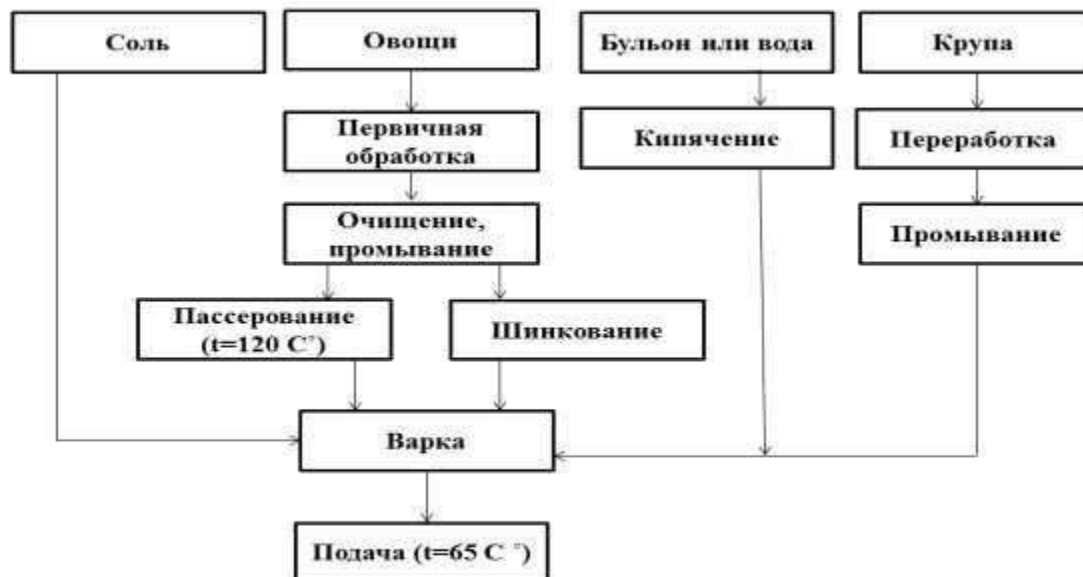 Соль
Овощи
Бульон или вода
Крупа
Первичная
обработка
Кипячение
Переработка
Очищение,
промывание
Промывание
Пассерование
(t=120 C˚)
Шинкование
Варка
Подача (t=65 C ˚)